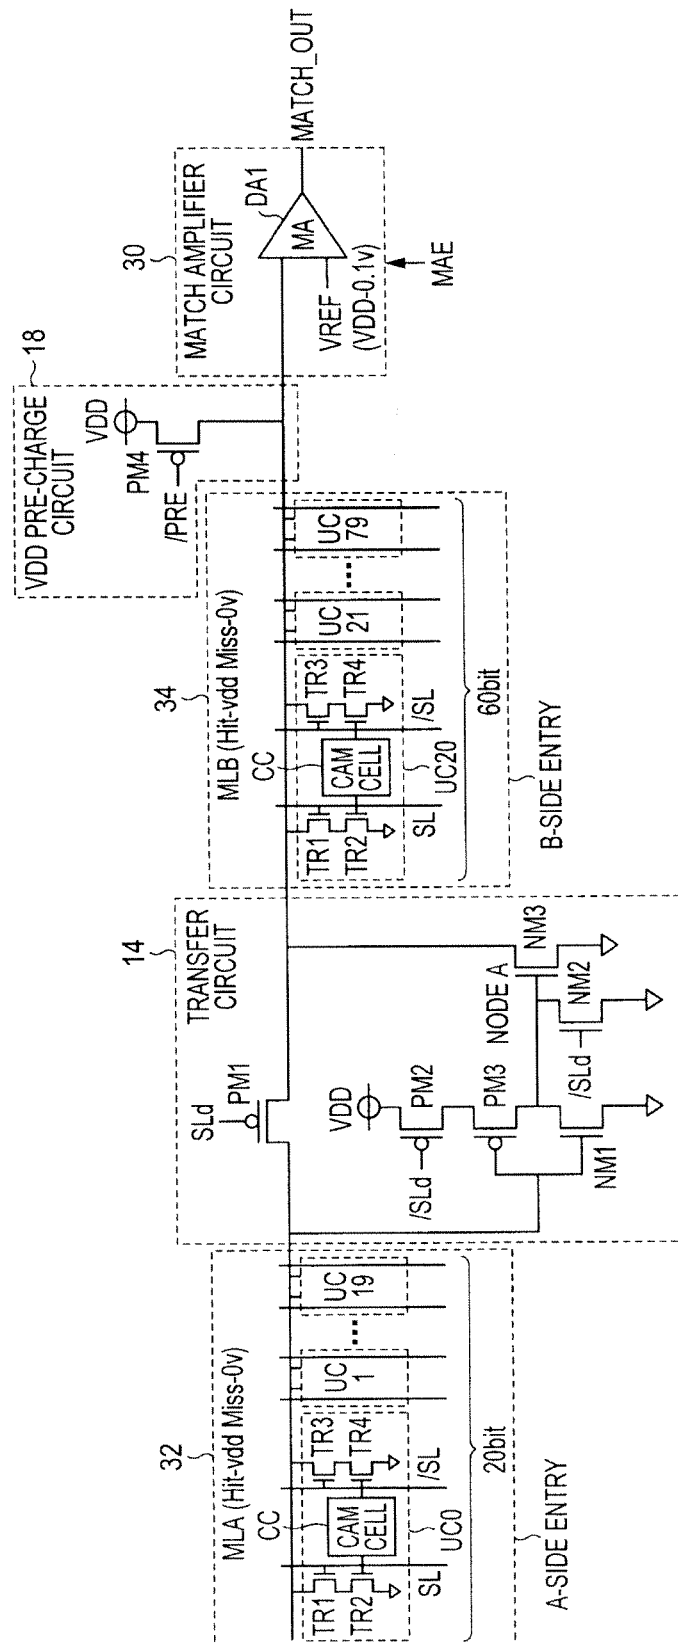 32
MLA (Hit-vdd Miss-0v)
CC
TR1
TR2
CAM
CELL
TR3
TR4
UC
1
UC
19
SL
/SL
UC0
20bit
A-SIDE ENTRY
14
TRANSFER
CIRCUIT
SLd
PM1
VDD
/SLd
PM2
PM3
NODE A
NM3
/SLd
NM2
NM1
34
MLB (Hit-vdd Miss-0v)
CC
TR1
TR2
CAM
CELL
TR3
TR4
UC
21
UC
79
SL
/SL
UC20
60bit
B-SIDE ENTRY
18
VDD PRE-CHARGE
CIRCUIT
VDD
PM4
/PRE
30
MATCH AMPLIFIER
CIRCUIT
DA1
MA
VREF
(VDD-0.1v)
MAE
MATCH_OUT